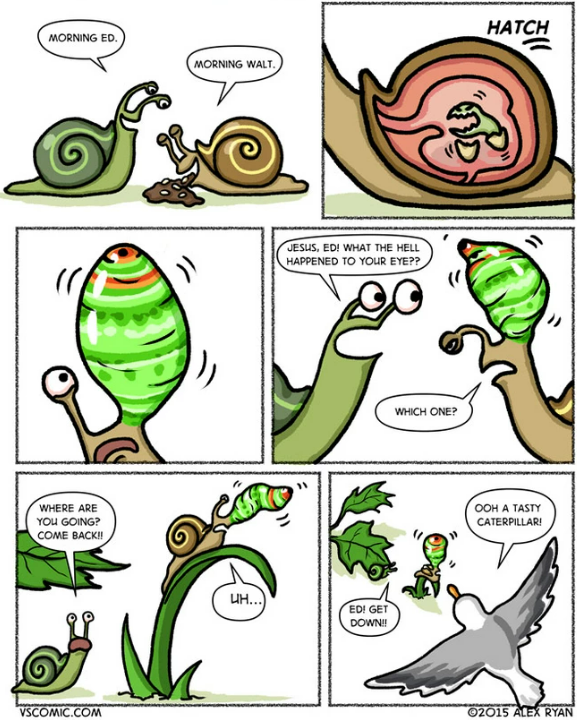 MORNING ED.
MORNING WALT.
HATCH
JESUS, ED! WHAT THE HELL
HAPPENED TO YOUR EYE??
WHICH ONE?
WHERE ARE
YOU GOING?
COME BACK!!
UH...
OOH A TASTY
CATERPILLAR!
ED! GET
DOWN!!
VSCOMIC.COM
©2015 ALEX RYAN